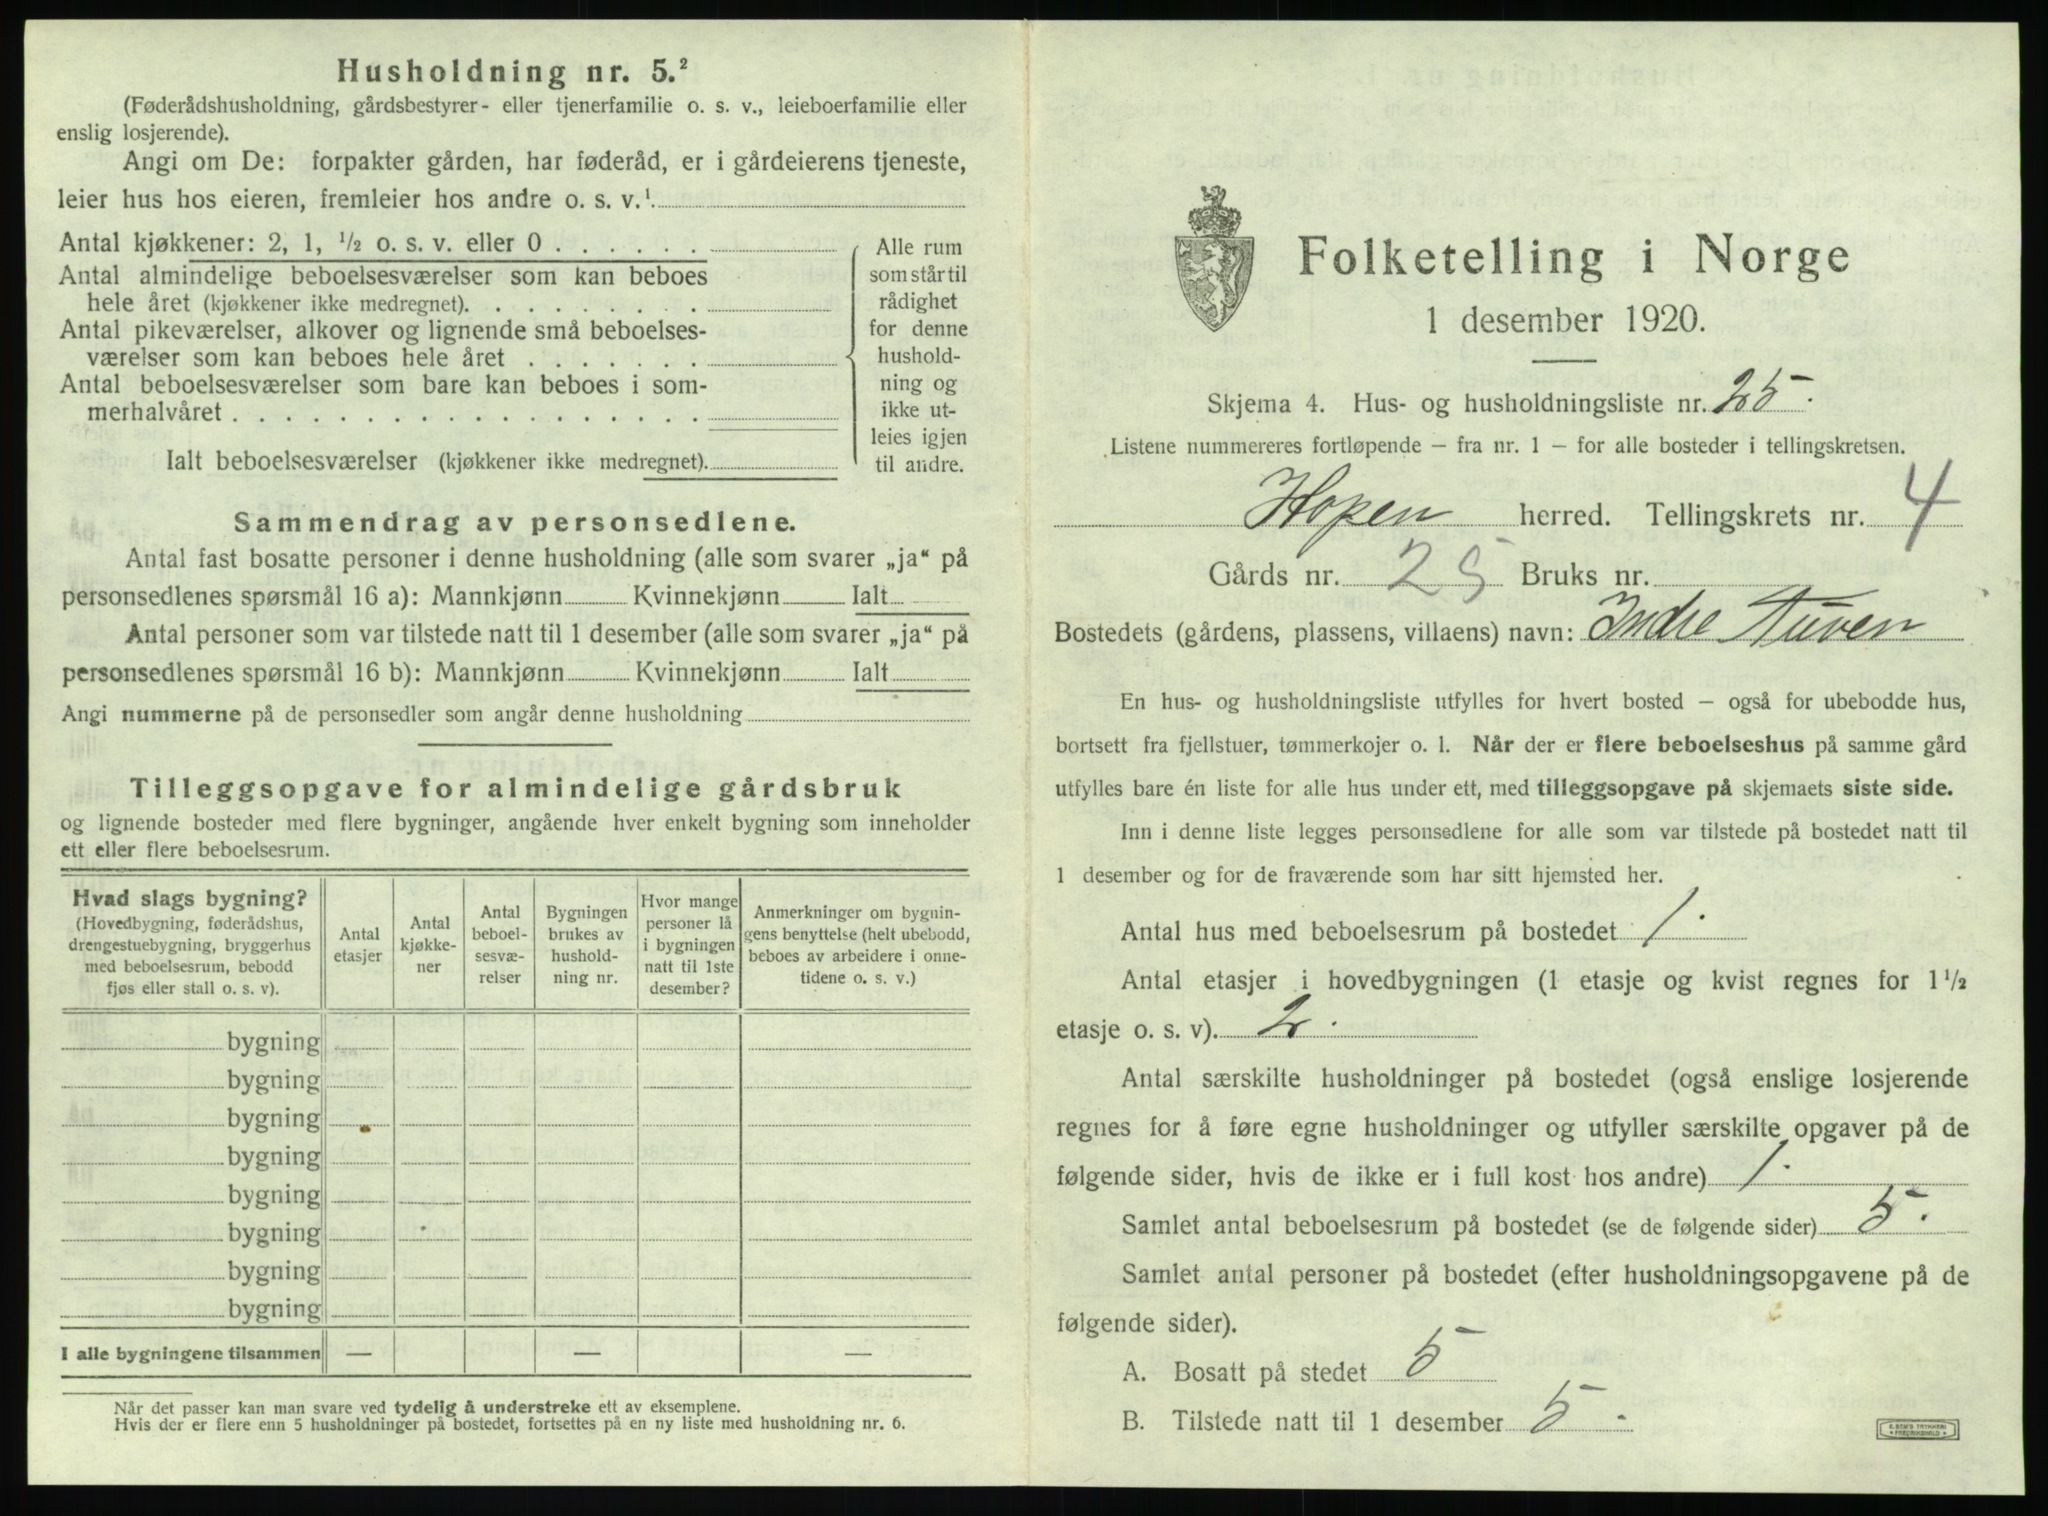 Husholdning nr. 5.²
(Føderådshusholdning, gårdsbestyrer- eller tjenerfamilie o. s. v., leieboerfamilie eller
enslig losjerende).
Angi om De: forpakter gården, har føderåd, er i gårdeierens tjeneste,
leier hus hos eieren, fremleier hos andre o. s. v.¹
Antal kjøkkener: 2, 1, ½ o. s. v. eller 0 . . . . . .
Antal almindelige beboelsesværelser som kan beboes
hele året (kjøkkener ikke medregnet). . . . . . . . .
Antal pikeværelser, alkover og lignende små beboelses-
værelser som kan beboes hele året . . . . . . .
Antal beboelsesværelser som bare kan beboes i som-
merhalvåret . . . . . . . . . . . . . . . . . .
Ialt beboelsesværelser (kjøkkener ikke medregnet).
Alle rum
som står til
rådighet
for denne
hushold-
ning og
ikke ut-
leies igjen
til andre.
Sammendrag av personsedlene.
Antal fast bosatte personer i denne husholdning (alle som svarer „ja“ på
personsedlenes spørsmål 16 a): Mannkjønn Kvinnekjønn Ialt
Antal personer som var tilstede natt til 1 desember (alle som svarer „ja“ på
personsedlenes spørsmål 16 b): Mannkjønn Kvinnekjønn Ialt
Angi nummerne på de personsedler som angår denne husholdning
Tilleggsopgave for almindelige gårdsbruk
og lignende bosteder med flere bygninger, angående hver enkelt bygning som inneholder
ett eller flere beboelsesrum.
Hvad slags bygning?
(Hovedbygning, føderådshus,
drengestuebygning, bryggerhus
med beboelsesrum, bebodd
fjøs eller stall o. s. v).
Antal
etasjer
Antal
kjøkke-
ner
Antal
beboel-
sesvæ-
relser
Bygningen
brukes av
hushold-
ning nr.
Hvor mange
personer lå
i bygningen
natt til 1ste
desember?
Anmerkninger om bygnin-
gens benyttelse (helt ubebodd,
beboes av arbeidere i onne-
tidene o. s. v.)
bygning
bygning
bygning
bygning
bygning
bygning
bygning
bygning
I alle bygningene tilsammen — — —
Når det passer kan man svare ved tydelig å understreke ett av eksemplene.
Hvis der er flere enn 5 husholdninger på bostedet, fortsettes på en ny liste med husholdning nr. 6.
Folketelling i Norge
1 desember 1920.
Skjema 4. Hus- og husholdningsliste nr. 25.
Listene nummereres fortløpende – fra nr. 1 – for alle bosteder i tellingskretsen.
Hopen herred. Tellingskrets nr. 4
Gårds nr. 25 Bruks nr.
Bostedets (gårdens, plassens, villaens) navn: Indre Tuven
En hus- og husholdningsliste utfylles for hvert bosted – også for ubebodde hus,
bortsett fra fjellstuer, tømmerkojer o. l. Når der er flere beboelseshus på samme gård
utfylles bare én liste for alle hus under ett, med tilleggsopgave på skjemaets siste side.
Inn i denne liste legges personsedlene for alle som var tilstede på bostedet natt til
1 desember og for de fraværende som har sitt hjemsted her.
Antal hus med beboelsesrum på bostedet 1.
Antal etasjer i hovedbygningen (1 etasje og kvist regnes for 1½
etasje o. s. v). 2.
Antal særskilte husholdninger på bostedet (også enslige losjerende
regnes for å føre egne husholdninger og utfyller særskilte opgaver på de
følgende sider, hvis de ikke er i full kost hos andre) 1.
Samlet antal beboelsesrum på bostedet (se de følgende sider) 5.
Samlet antal personer på bostedet (efter husholdningsopgavene på de
følgende sider).
A. Bosatt på stedet 5
B. Tilstede natt til 1 desember 5.